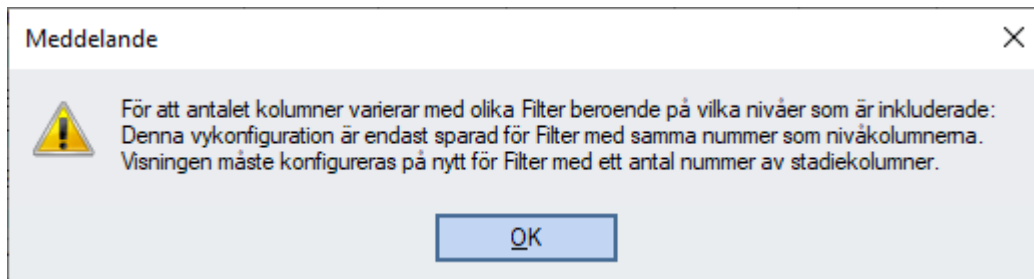 Meddelande
För att antalet kolumner varierar med olika Filter beroende på vilka nivåer som är inkluderade:
Denna vykonfiguration är endast sparad för Filter med samma nummer som nivåkolumnerna.
Visningen måste konfigureras på nytt för Filter med ett antal nummer av stadiekolumner.
OK